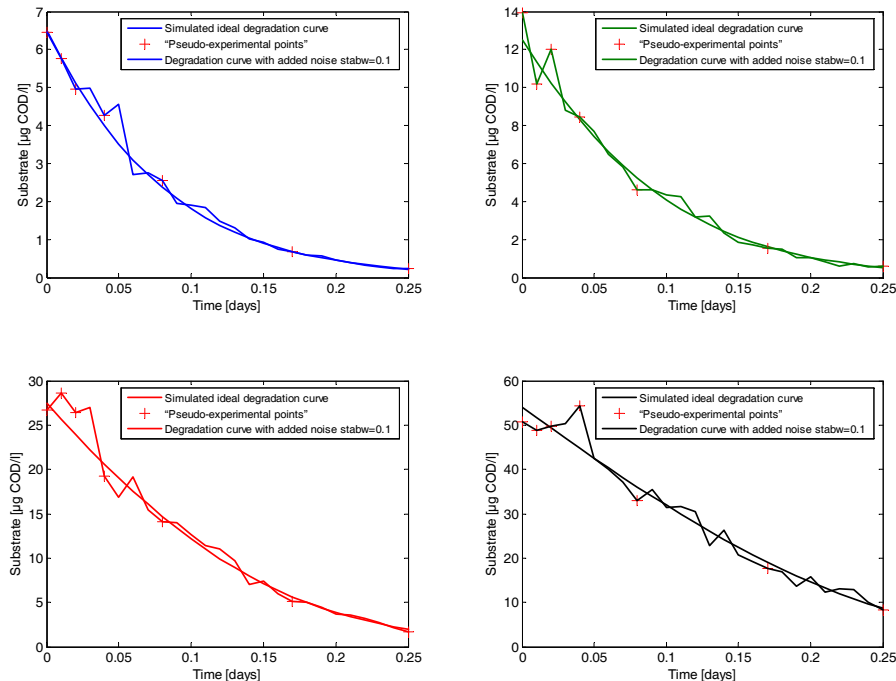 Simulated ideal degradation curve
“Pseudo-experimental points”
Degradation curve with added noise stabw=0.1
Substrate [µg COD/l]
7
6
5
4
3
2
1
0
0 0.05 0.1 0.15 0.2 0.25
Time [days]
Simulated ideal degradation curve
“Pseudo-experimental points”
Degradation curve with added noise stabw=0.1
Substrate [µg COD/l]
14
12
10
8
6
4
2
0
0 0.05 0.1 0.15 0.2 0.25
Time [days]
Simulated ideal degradation curve
“Pseudo-experimental points”
Degradation curve with added noise stabw=0.1
Substrate [µg COD/l]
30
25
20
15
10
5
0
0 0.05 0.1 0.15 0.2 0.25
Time [days]
Simulated ideal degradation curve
“Pseudo-experimental points”
Degradation curve with added noise stabw=0.1
Substrate [µg COD/l]
60
50
40
30
20
10
0
0 0.05 0.1 0.15 0.2 0.25
Time [days]